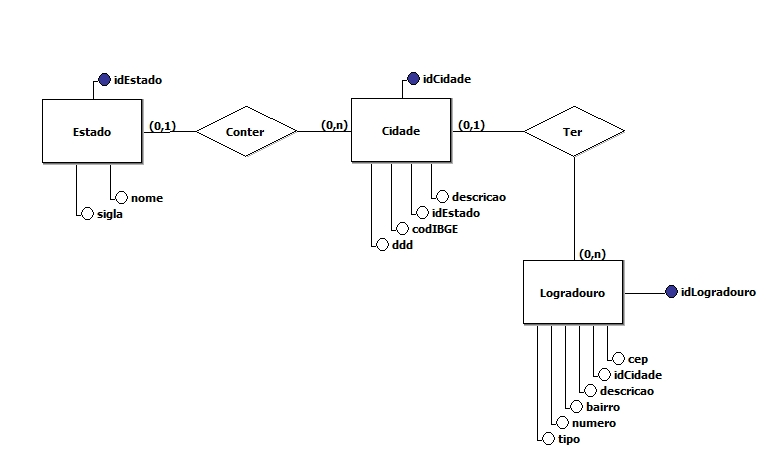 idEstado
idCidade
Estado
(0,1)
Conter
(0,n)
Cidade
(0,1)
Ter
nome
sigla
descricao
idEstado
codIBGE
ddd
(0,n)
Logradouro
idLogradouro
cep
idCidade
descricao
bairro
numero
tipo